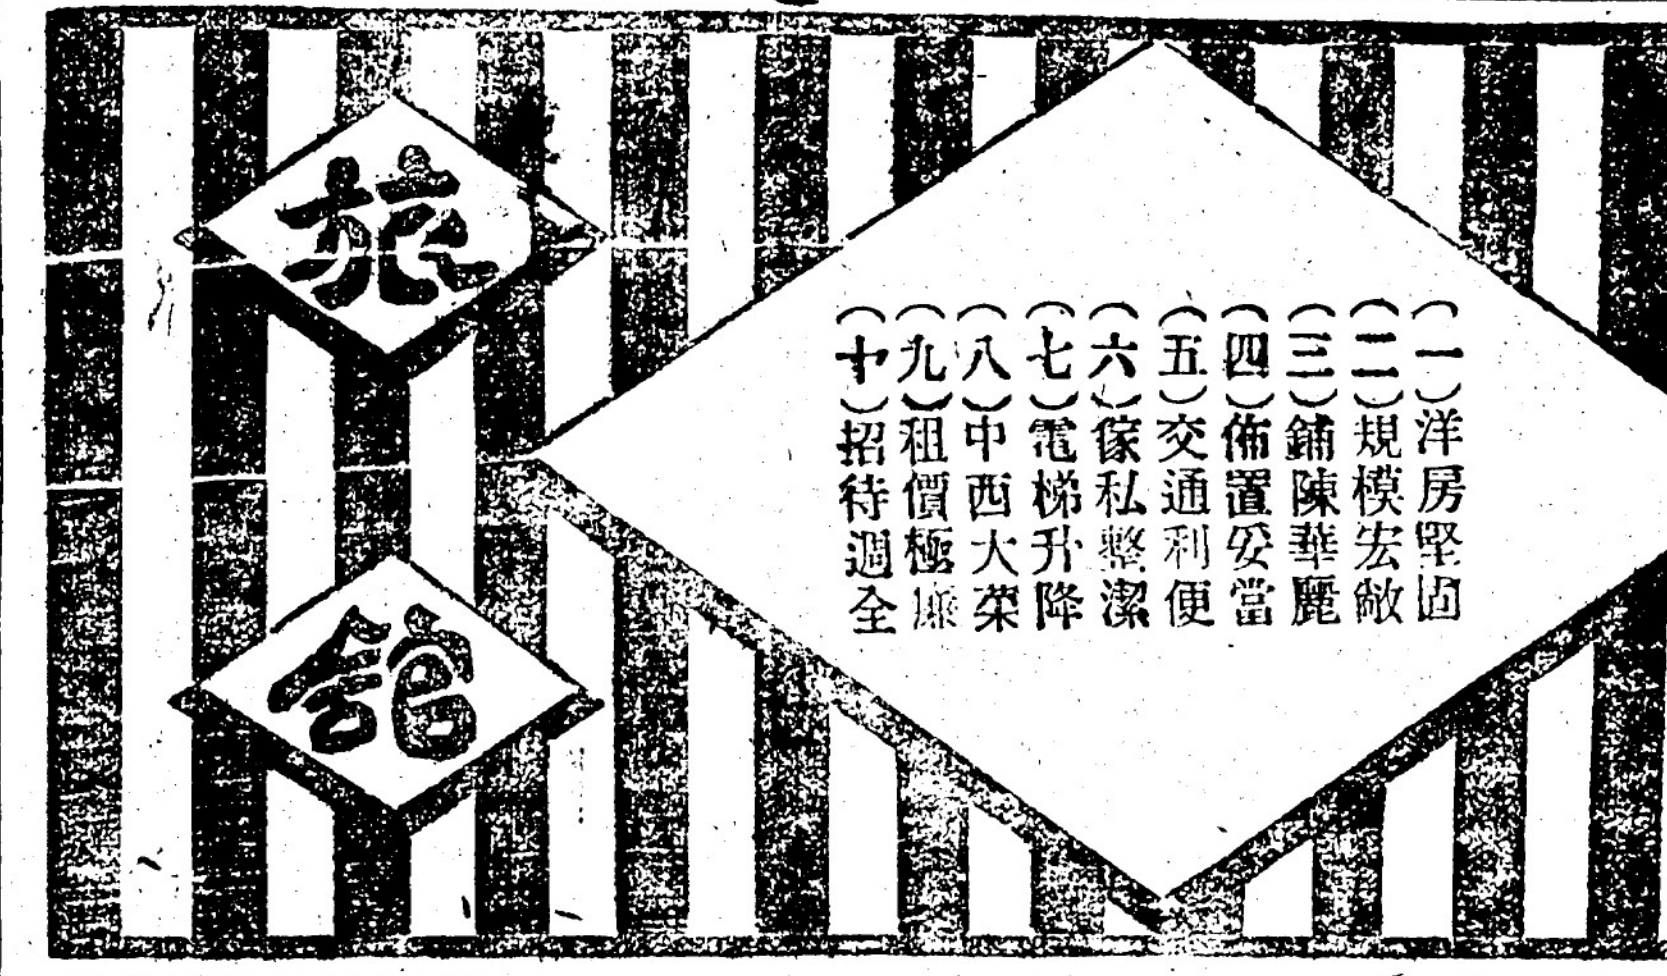 (一)洋房堅固
(二)規模宏敞
(三)鋪陳華麗
(四)佈置妥當
(五)交通利便
(六)傢私整潔
(七)電梯升降
(八)中西大菜
(九)租價極廉
(十)招待週全
旅
舘